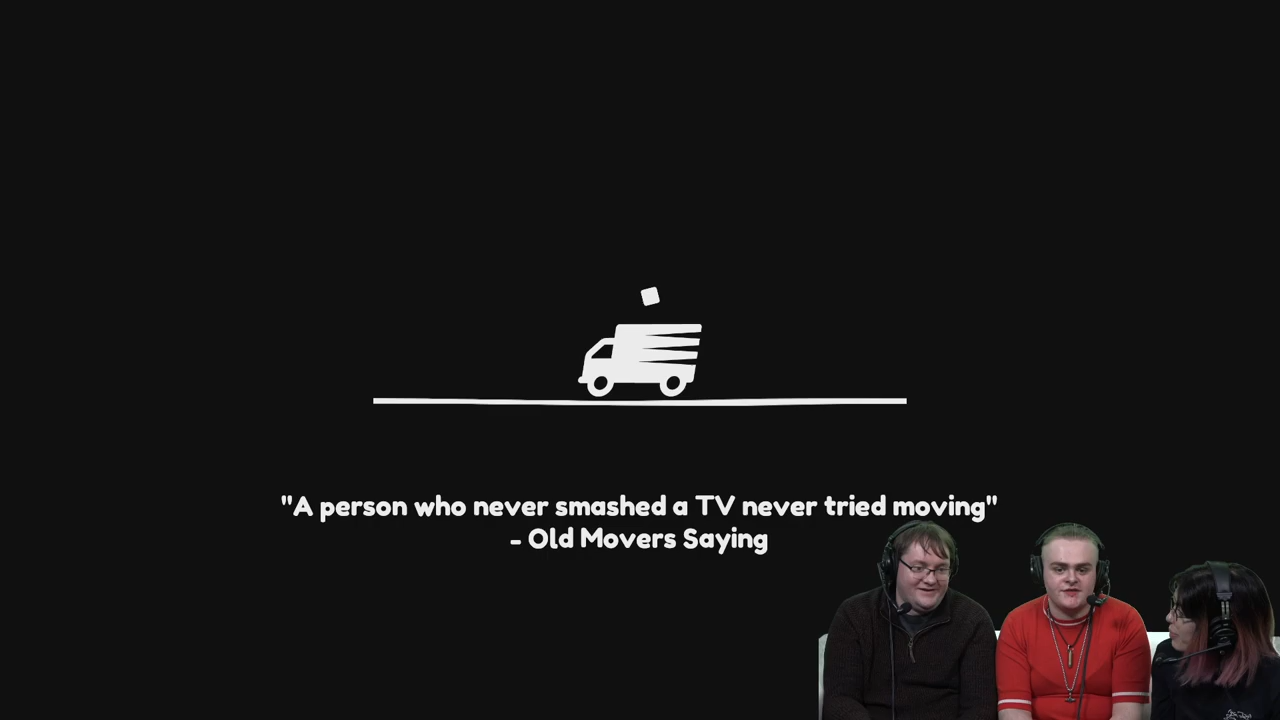 "A person who never smashed a TV never tried moving"
- Old Movers Saying